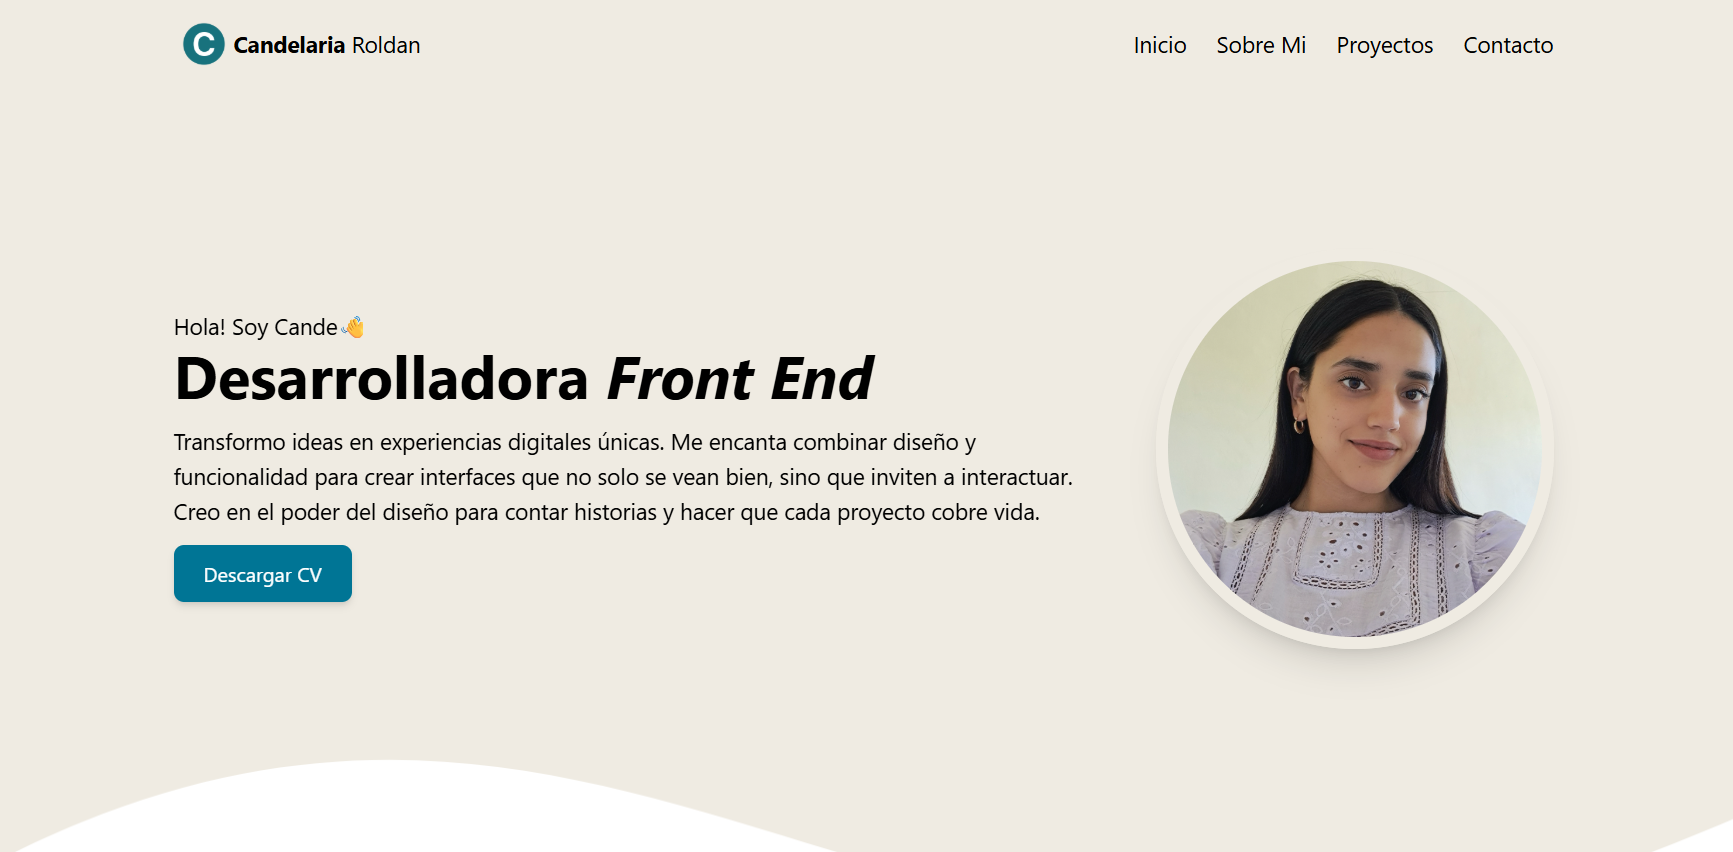 C Candelaria Roldan
Inicio Sobre Mi Proyectos Contacto
Hola! Soy Cande👋
Desarrolladora Front End
Transformo ideas en experiencias digitales únicas. Me encanta combinar diseño y
funcionalidad para crear interfaces que no solo se vean bien, sino que inviten a interactuar.
Creo en el poder del diseño para contar historias y hacer que cada proyecto cobre vida.
Descargar CV